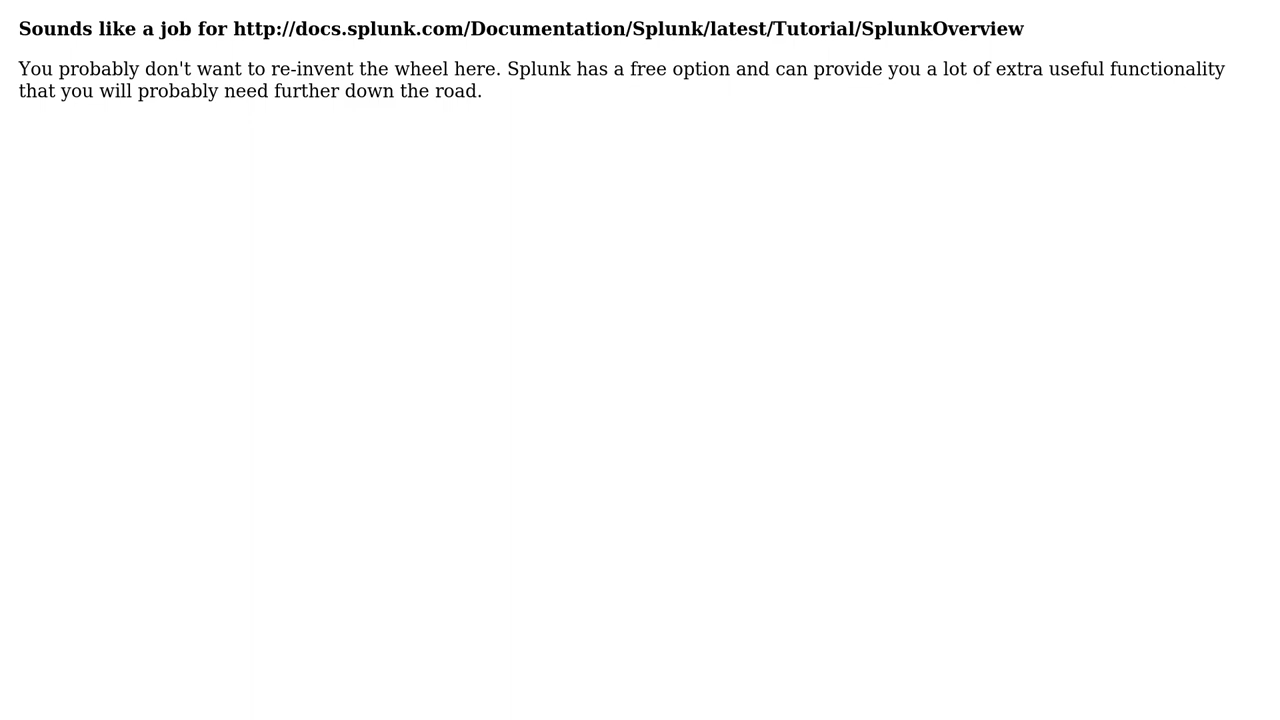 Sounds like a job for http://docs.splunk.com/Documentation/Splunk/latest/Tutorial/SplunkOverview
You probably don't want to re-invent the wheel here. Splunk has a free option and can provide you a lot of extra useful functionality
that you will probably need further down the road.